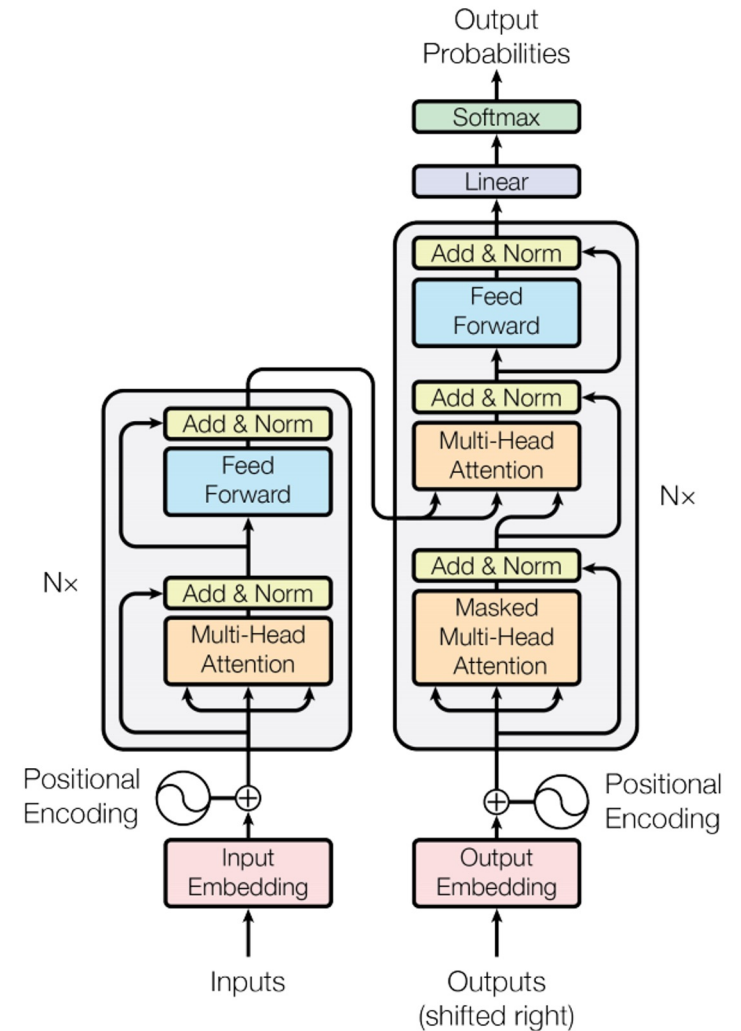 Output
Probabilities
Softmax
Linear
Add & Norm
Feed
Forward
Add & Norm
Multi-Head
Attention
Add & Norm
Masked
Multi-Head
Attention
Nx
Add & Norm
Feed
Forward
Add & Norm
Multi-Head
Attention
Nx
Positional
Encoding
Positional
Encoding
Input
Embedding
Output
Embedding
Inputs
Outputs
(shifted right)